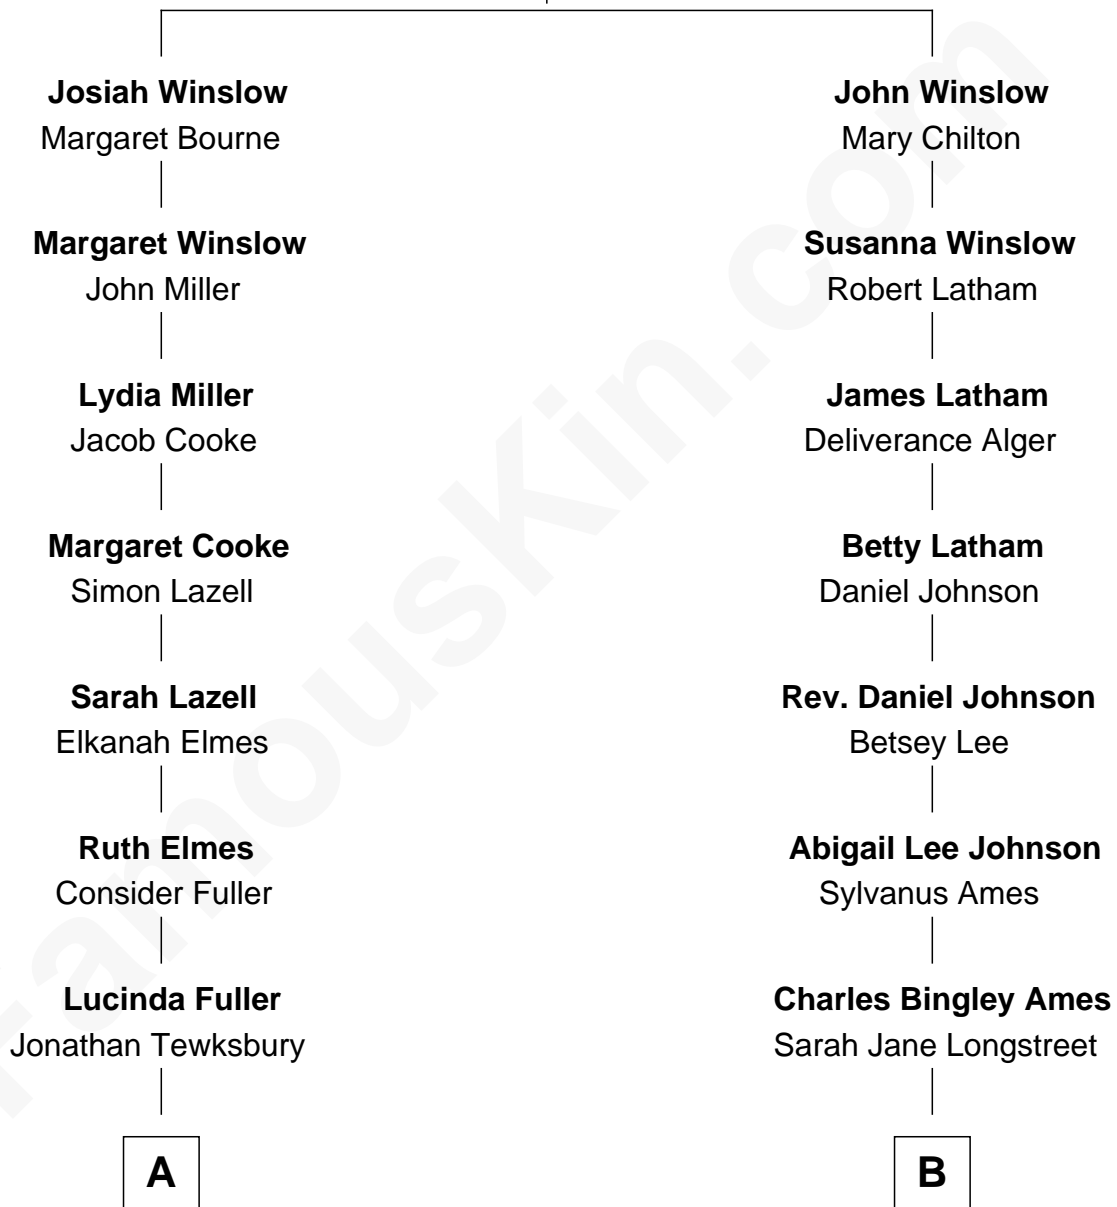 Josiah Winslow
Margaret Bourne
Margaret Winslow
John Miller
Lydia Miller
Jacob Cooke
Margaret Cooke
Simon Lazell
Sarah Lazell
Elkanah Elmes
Ruth Elmes
Consider Fuller
Lucinda Fuller
Jonathan Tewksbury
A
John Winslow
Mary Chilton
Susanna Winslow
Robert Latham
James Latham
Deliverance Alger
Betty Latham
Daniel Johnson
Rev. Daniel Johnson
Betsey Lee
Abigail Lee Johnson
Sylvanus Ames
Charles Bingley Ames
Sarah Jane Longstreet
B
FamousKin.com